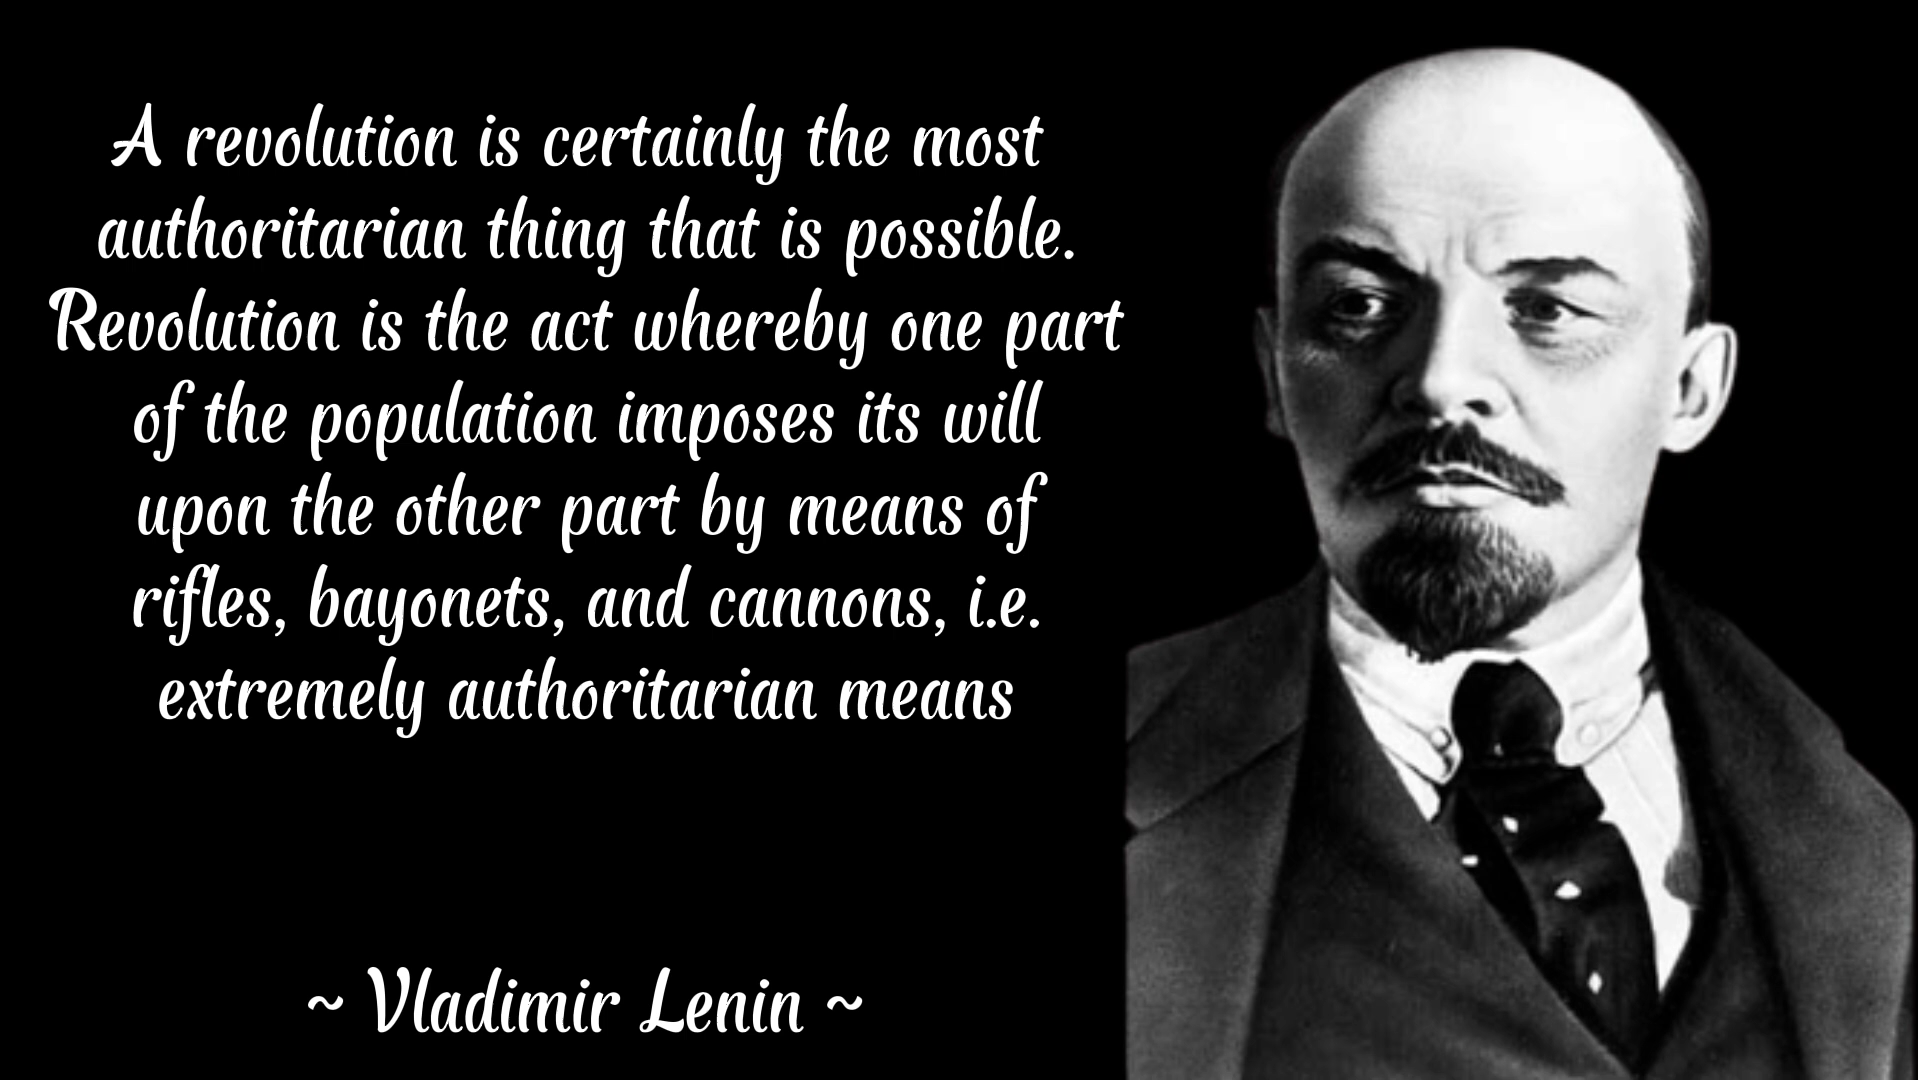 A revolution is certainly the most
authoritarian thing that is possible.
Revolution is the act whereby one part
of the population imposes its will
upon the other part by means of
rifles, bayonets, and cannons, i.e.
extremely authoritarian means
~ Vladimir Lenin ~